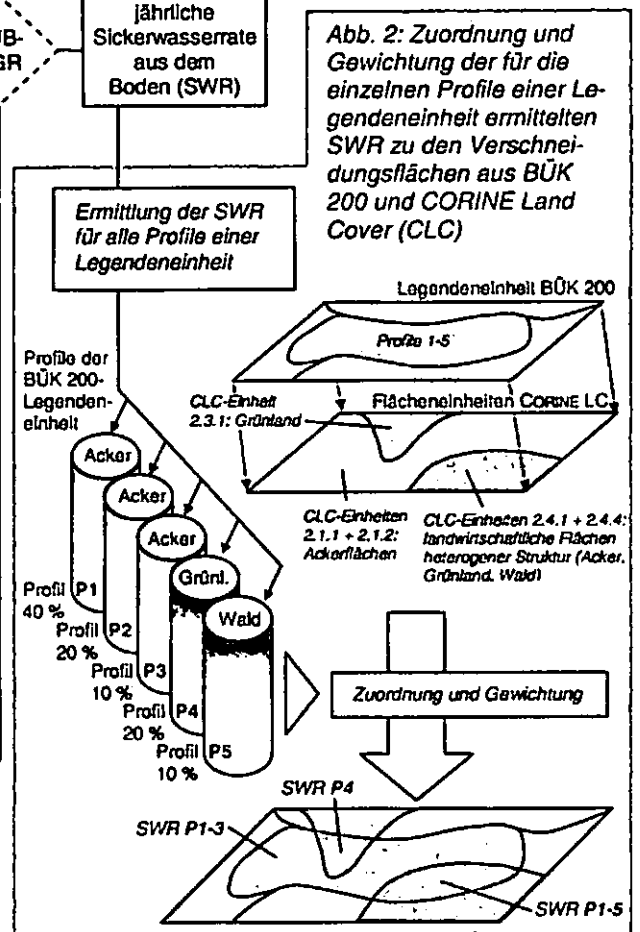 ÜB-
GR
jährliche
Sickerwasserrate
aus dem
Boden (SWR)
Abb. 2: Zuordnung und
Gewichtung der für die
einzelnen Profile einer Le-
gendeneinheit ermittelten
SWR zu den Verschnei-
dungsflächen aus BÜK
200 und CORINE Land
Cover (CLC)
Ermittlung der SWR
für alle Profile einer
Legendeneinheit
Legendeneinheit BÜK 200
Profile 1-5
Profile der
BÜK 200-
Legenden-
einheit
CLC-Einheit
2.3.1: Grünland
Flächeneinheiten CORINE LC
CLC-Einheiten
2.1.1 + 2.1.2:
Ackerflächen
CLC-Einheiten 2.4.1 + 2.4.4:
landwirtschaftliche Flächen
heterogener Struktur (Acker,
Grünland, Wald)
Acker
Acker
Acker
Grünl.
Wald
Profil P1
40 %
Profil P2
20 %
Profil P3
10 %
Profil P4
20 %
Profil P5
10 %
Zuordnung und Gewichtung
SWR P4
SWR P1-3
SWR P1-5